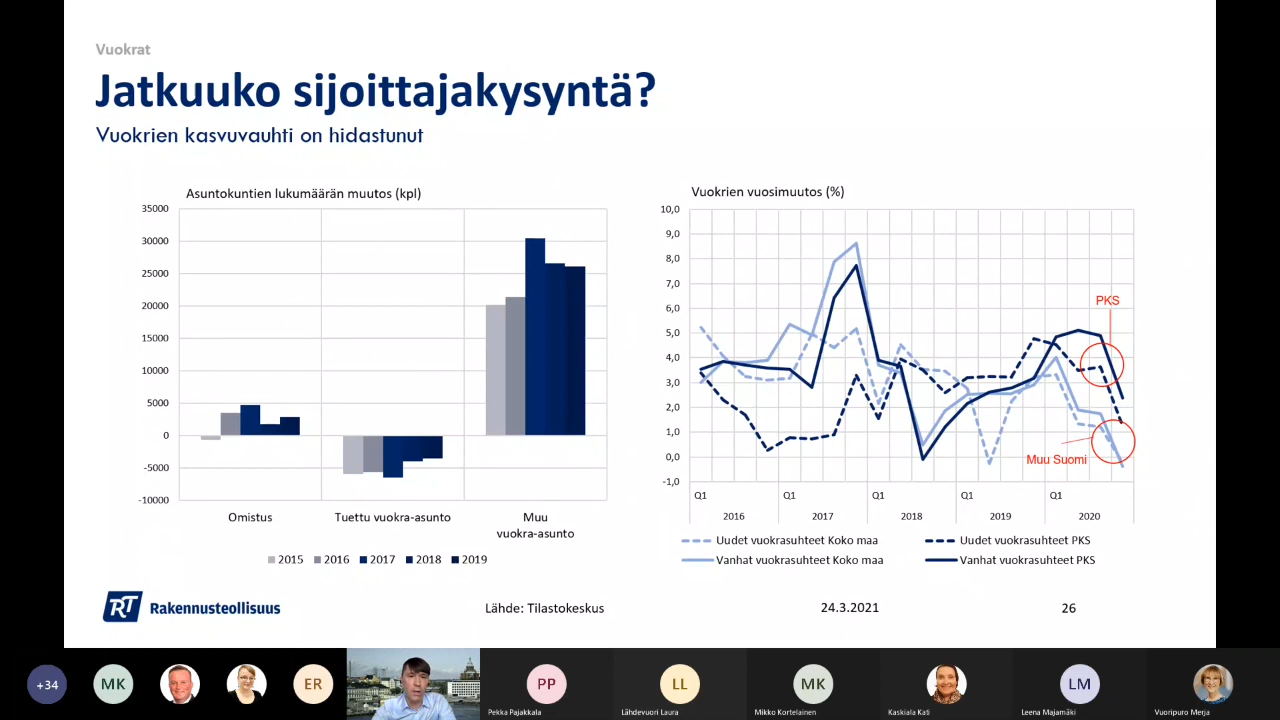 Vuokrat
Jatkuuko sijoittajakysyntä?
Vuokrien kasvuvauhti on hidastunut
Asuntokuntien lukumäärän muutos (kpl)
35000
30000
25000
20000
15000
10000
5000
0
-5000
-10000
Omistus
Tuettu vuokra-asunto
Muu
vuokra-asunto
2015 2016 2017 2018 2019
Vuokrien vuosimuutos (%)
10,0
9,0
8,0
7,0
6,0
5,0
4,0
3,0
2,0
1,0
0,0
-1,0
PKS
Muu Suomi
Q1 Q1 Q1 Q1 Q1
2016 2017 2018 2019 2020
Uudet vuokrasuhteet Koko maa
Uudet vuokrasuhteet PKS
Vanhat vuokrasuhteet Koko maa
Vanhat vuokrasuhteet PKS
RT Rakennusteollisuus
Lähde: Tilastokeskus
24.3.2021
26
+34
MK
ER
PP
Pekka Pajakkala
LL
Lähdevuori Laura
MK
Mikko Kortelainen
Kaskiala Kati
LM
Leena Majamäki
Vuoripuro Merja